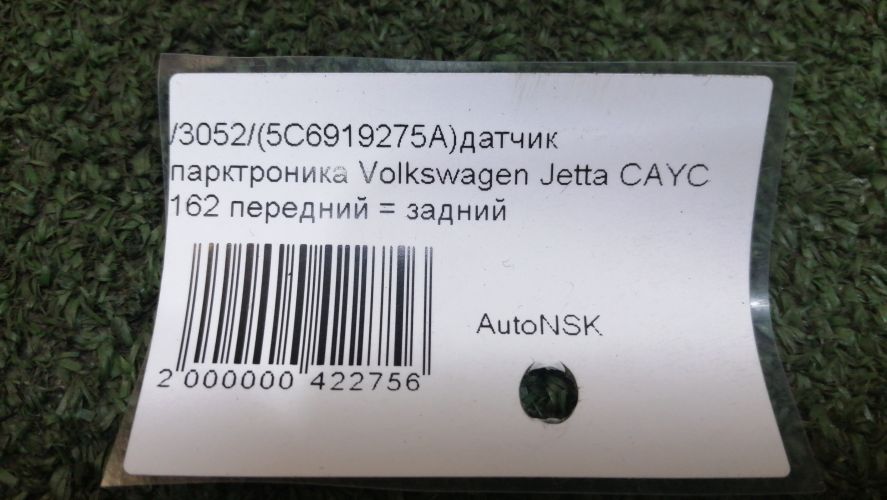 /3052/(5C6919275A)датчик
парктроника Volkswagen Jetta CAYC
162 передний = задний
AutoNSK
2 000000 422756